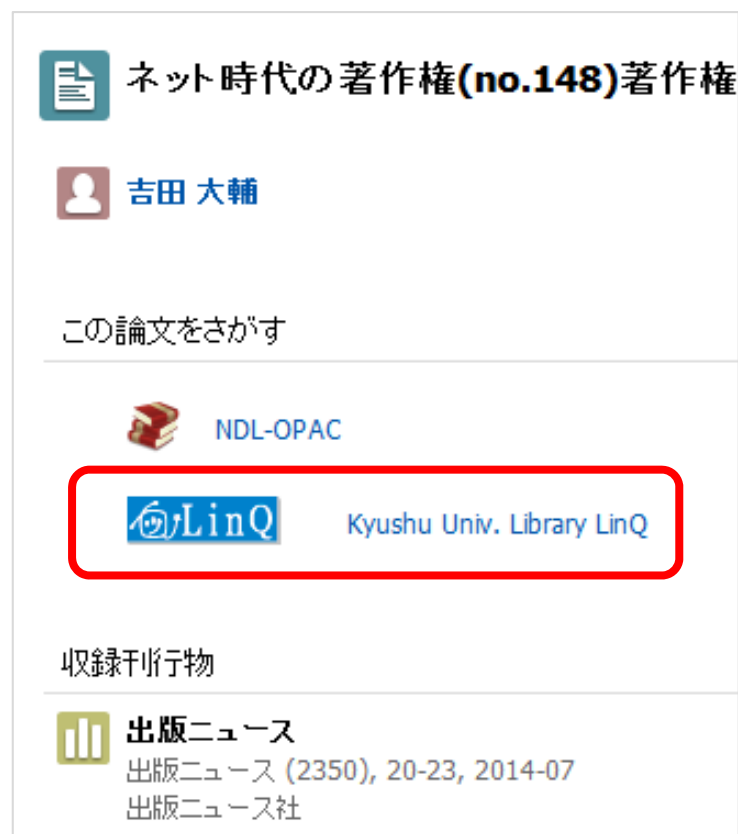 ネット時代の著作権(no.148)著作権
吉田 大輔
この論文をさがす
NDL-OPAC
LinQ Kyushu Univ. Library LinQ
収録刊行物
出版ニュース
出版ニュース (2350), 20-23, 2014-07
出版ニュース社